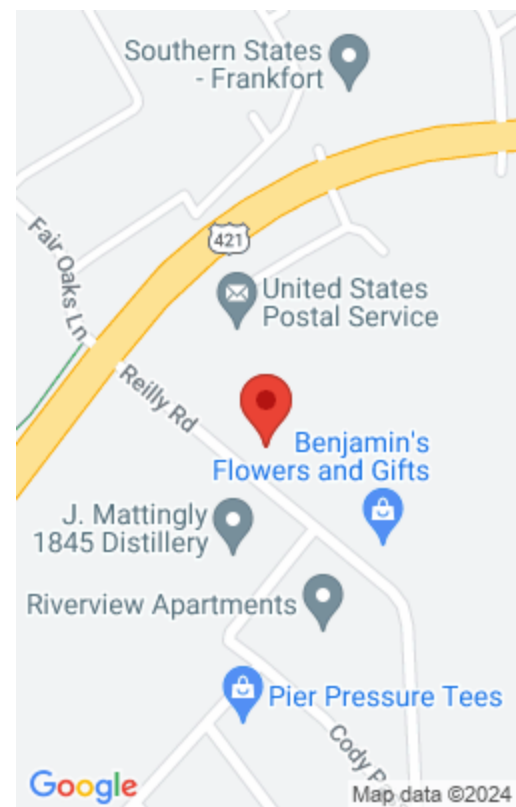 Southern States
- Frankfort
Fair Oaks Ln
421
United States
Postal Service
Reilly Rd
Benjamin's
Flowers and Gifts
J. Mattingly
1845 Distillery
Riverview Apartments
Pier Pressure Tees
Cody
Google
Map data ©2024